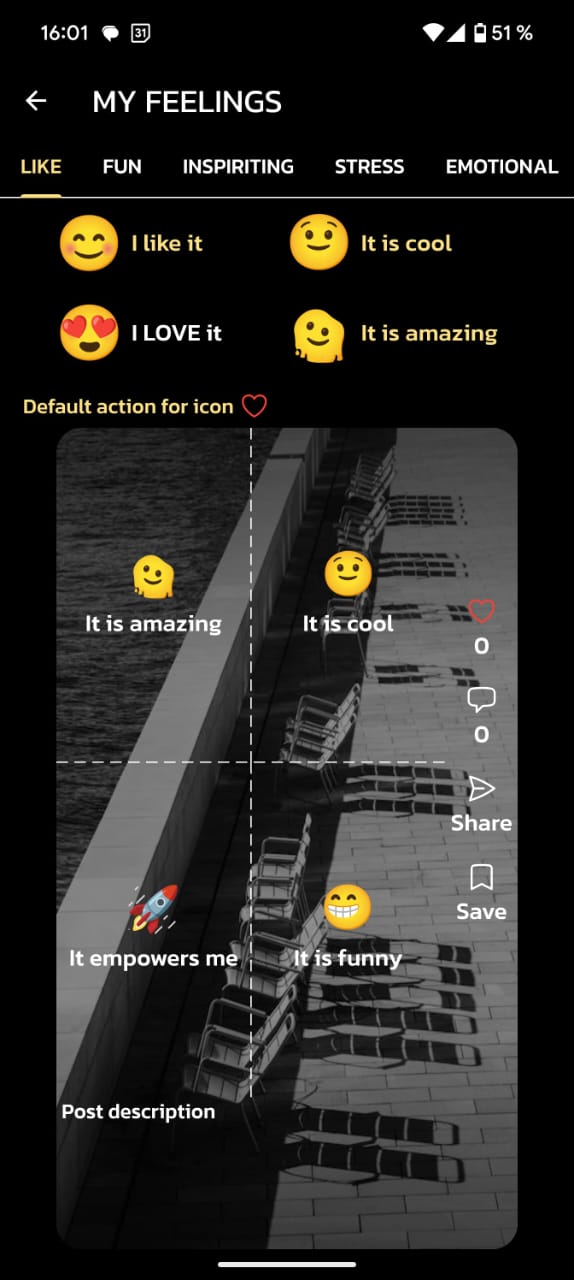 16:01 31 51 %
MY FEELINGS
LIKE FUN INSPIRITING STRESS EMOTIONAL
I like it It is cool
I LOVE it It is amazing
Default action for icon
It is amazing It is cool
0
0
Share
Save
It empowers me It is funny
Post description